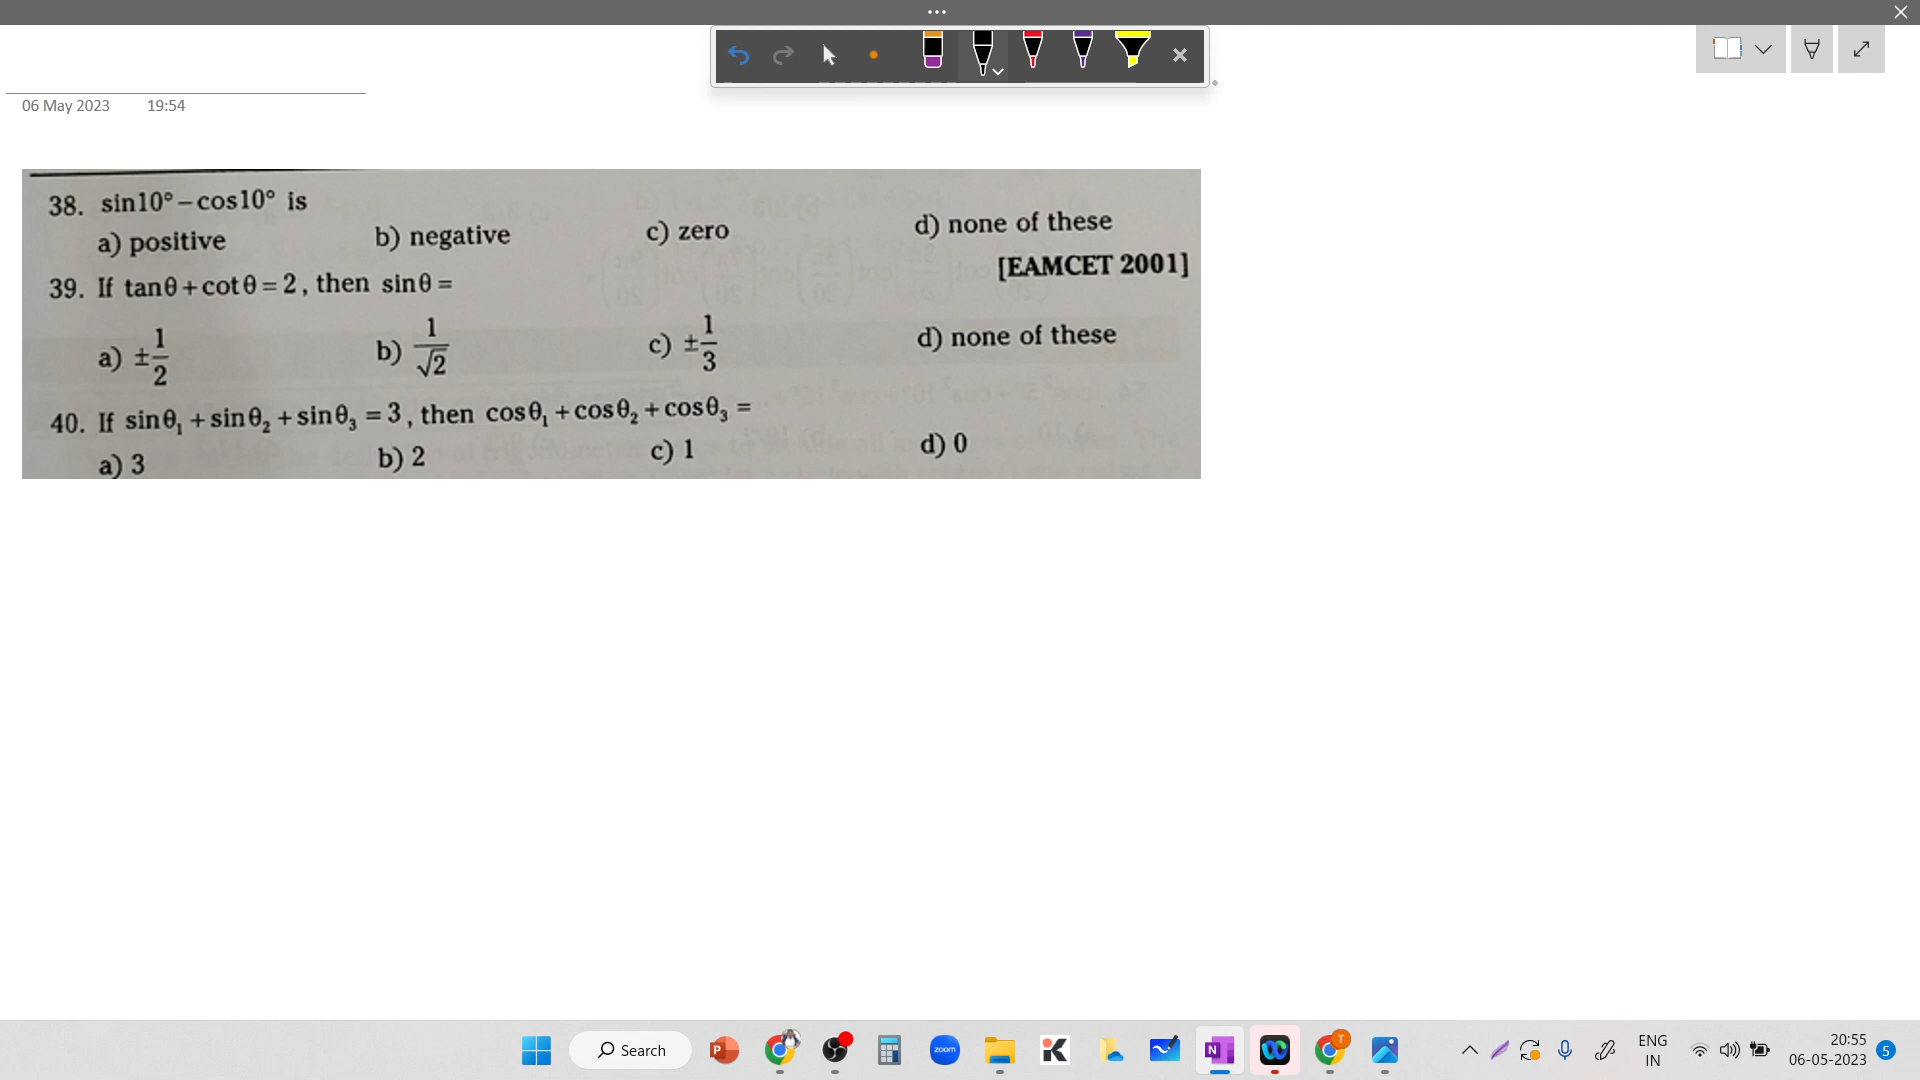 06 May 2023 19:54
38. sin10° – cos10° is
a) positive b) negative c) zero d) none of these
[EAMCET 2001]
39. If tanθ + cotθ = 2, then sinθ =
a) ±1/2 b) 1/√2 c) ±1/3 d) none of these
40. If sinθ₁ + sinθ₂ + sinθ₃ = 3, then cosθ₁ + cosθ₂ + cosθ₃ =
a) 3 b) 2 c) 1 d) 0
Search
zoom
ENG
IN
20:55
06-05-2023
5